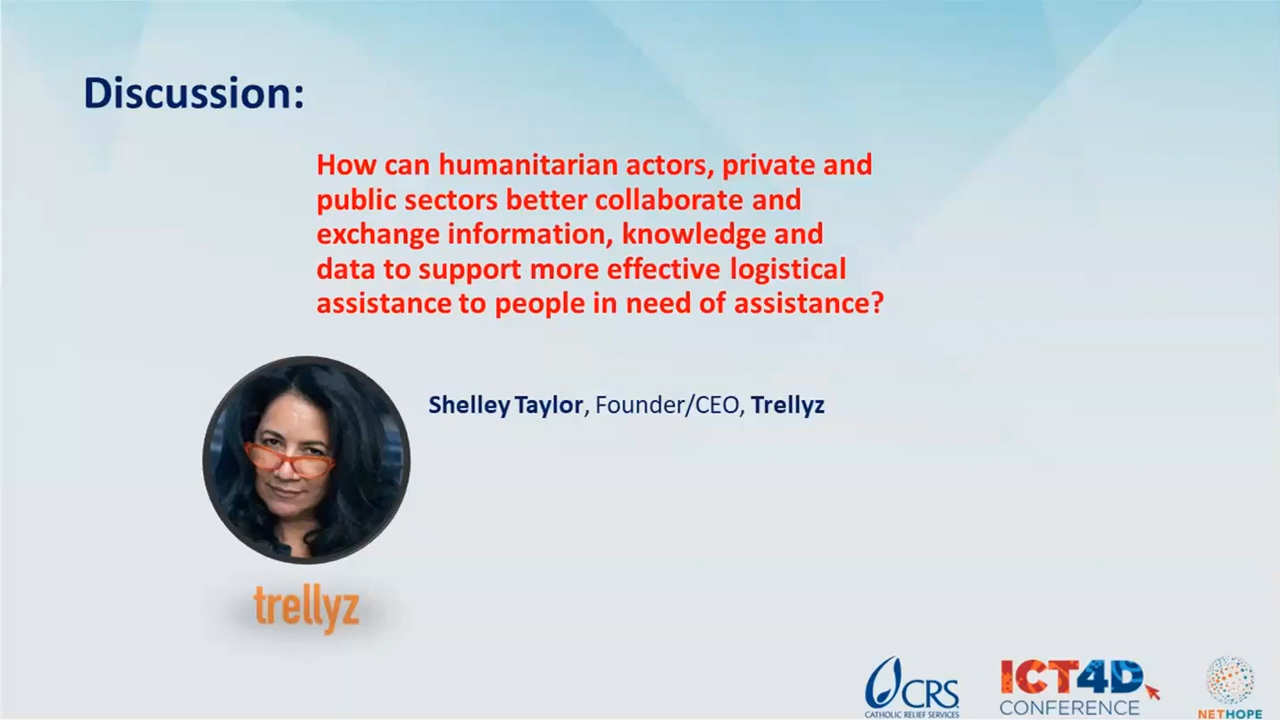 Discussion:
How can humanitarian actors, private and
public sectors better collaborate and
exchange information, knowledge and
data to support more effective logistical
assistance to people in need of assistance?
Shelley Taylor, Founder/CEO, Trellyz
trellyz
CRS
CATHOLIC RELIEF SERVICES
ICT4D
CONFERENCE
NETHOPE